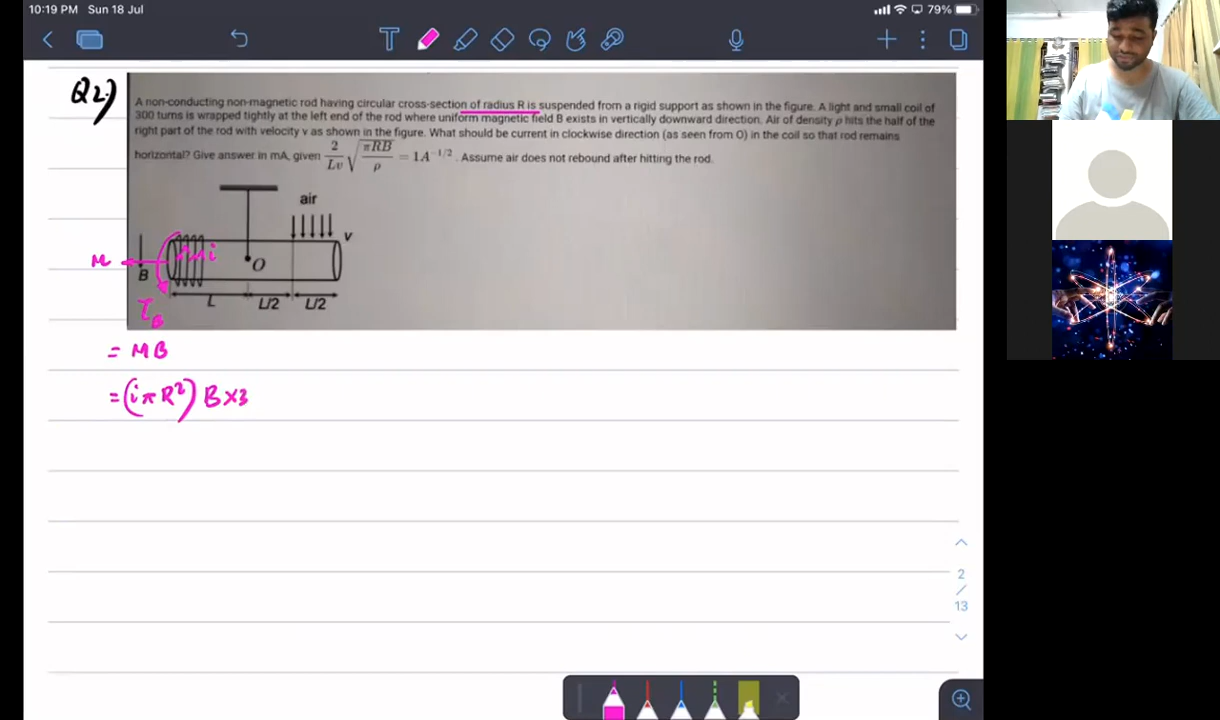 10:19 PM Sun 18 Jul
79%
Q2)
A non-conducting non-magnetic rod having circular cross-section of radius R is suspended from a rigid support as shown in the figure. A light and small coil of
300 turns is wrapped tightly at the left end of the rod where uniform magnetic field B exists in vertically downward direction. Air of density ρ hits the half of the
right part of the rod with velocity v as shown in the figure. What should be current in clockwise direction (as seen from O) in the coil so that rod remains
horizontal? Give answer in mA, given 2/(Lv) √(πRB/ρ) = 1A^(-1/2). Assume air does not rebound after hitting the rod.
air
v
M
i
B
O
L
L/2
L/2
τ_B
= MB
= (iπR²) B×3
2
/
13